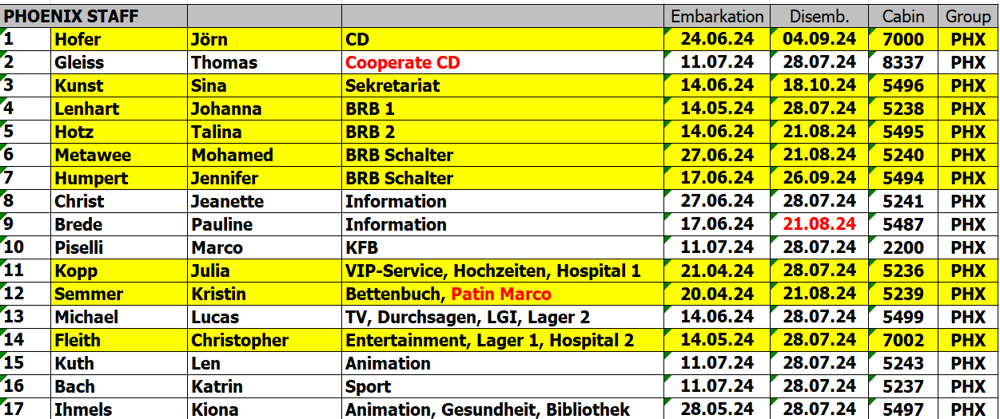 PHOENIX STAFF Embarkation Disemb. Cabin Group
1 Hofer Jörn CD 24.06.24 04.09.24 7000 PHX
2 Gleiss Thomas Cooperate CD 11.07.24 28.07.24 8337 PHX
3 Kunst Sina Sekretariat 14.06.24 18.10.24 5496 PHX
4 Lenhart Johanna BRB 1 14.05.24 28.07.24 5238 PHX
5 Hotz Talina BRB 2 14.06.24 21.08.24 5495 PHX
6 Metawee Mohamed BRB Schalter 27.06.24 21.08.24 5240 PHX
7 Humpert Jennifer BRB Schalter 17.06.24 26.09.24 5494 PHX
8 Christ Jeanette Information 27.06.24 28.07.24 5241 PHX
9 Brede Pauline Information 17.06.24 21.08.24 5487 PHX
10 Piselli Marco KFB 11.07.24 28.07.24 2200 PHX
11 Kopp Julia VIP-Service, Hochzeiten, Hospital 1 21.04.24 28.07.24 5236 PHX
12 Semmer Kristin Bettenbuch, Patin Marco 20.04.24 21.08.24 5239 PHX
13 Michael Lucas TV, Durchsagen, LGI, Lager 2 14.06.24 28.07.24 5499 PHX
14 Fleith Christopher Entertainment, Lager 1, Hospital 2 14.05.24 28.07.24 7002 PHX
15 Kuth Len Animation 11.07.24 28.07.24 5243 PHX
16 Bach Katrin Sport 11.07.24 28.07.24 5237 PHX
17 Ihmels Kiona Animation, Gesundheit, Bibliothek 28.05.24 28.07.24 5497 PHX